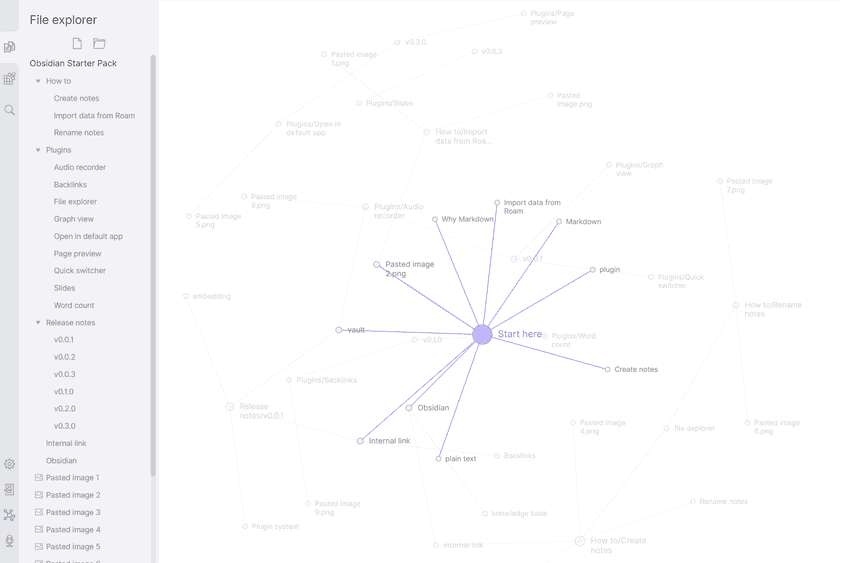 File explorer
Obsidian Starter Pack
How to
Create notes
Import data from Roam
Rename notes
Plugins
Audio recorder
Backlinks
File explorer
Graph view
Open in default app
Page preview
Quick switcher
Slides
Word count
Release notes
v0.0.1
v0.0.2
v0.0.3
v0.1.0
v0.2.0
v0.3.0
Internal link
Obsidian
Pasted image 1
Pasted image 2
Pasted image 3
Pasted image 4
Pasted image 5
Plugins/Page
preview
v0.3.0
v0.0.3
Pasted image
1.png
Plugins/Slides
Pasted
image.png
Plugins/Open in
default app
How to/Import
data from Roa...
Plugins/Graph
view
Pasted image
7.png
Pasted image
Plugins/Audio
recorder
Pasted image
5.png
Import data from
Roam
Why Markdown
Markdown
v0.0.1
Pasted image
2.png
plugin
Plugins/Quick
switcher
embedding
How to/Rename
notes
vault
Start here
Plugins/Word
count
v0.1.0
Create notes
Plugins/Backlinks
Release
notes/v0.0.1
Obsidian
Pasted image
4.png
file explorer
Pasted image
Internal link
plain text
Backlinks
Pasted image
Rename notes
knowledge base
Plugin system
internal link
How to/Create
notes